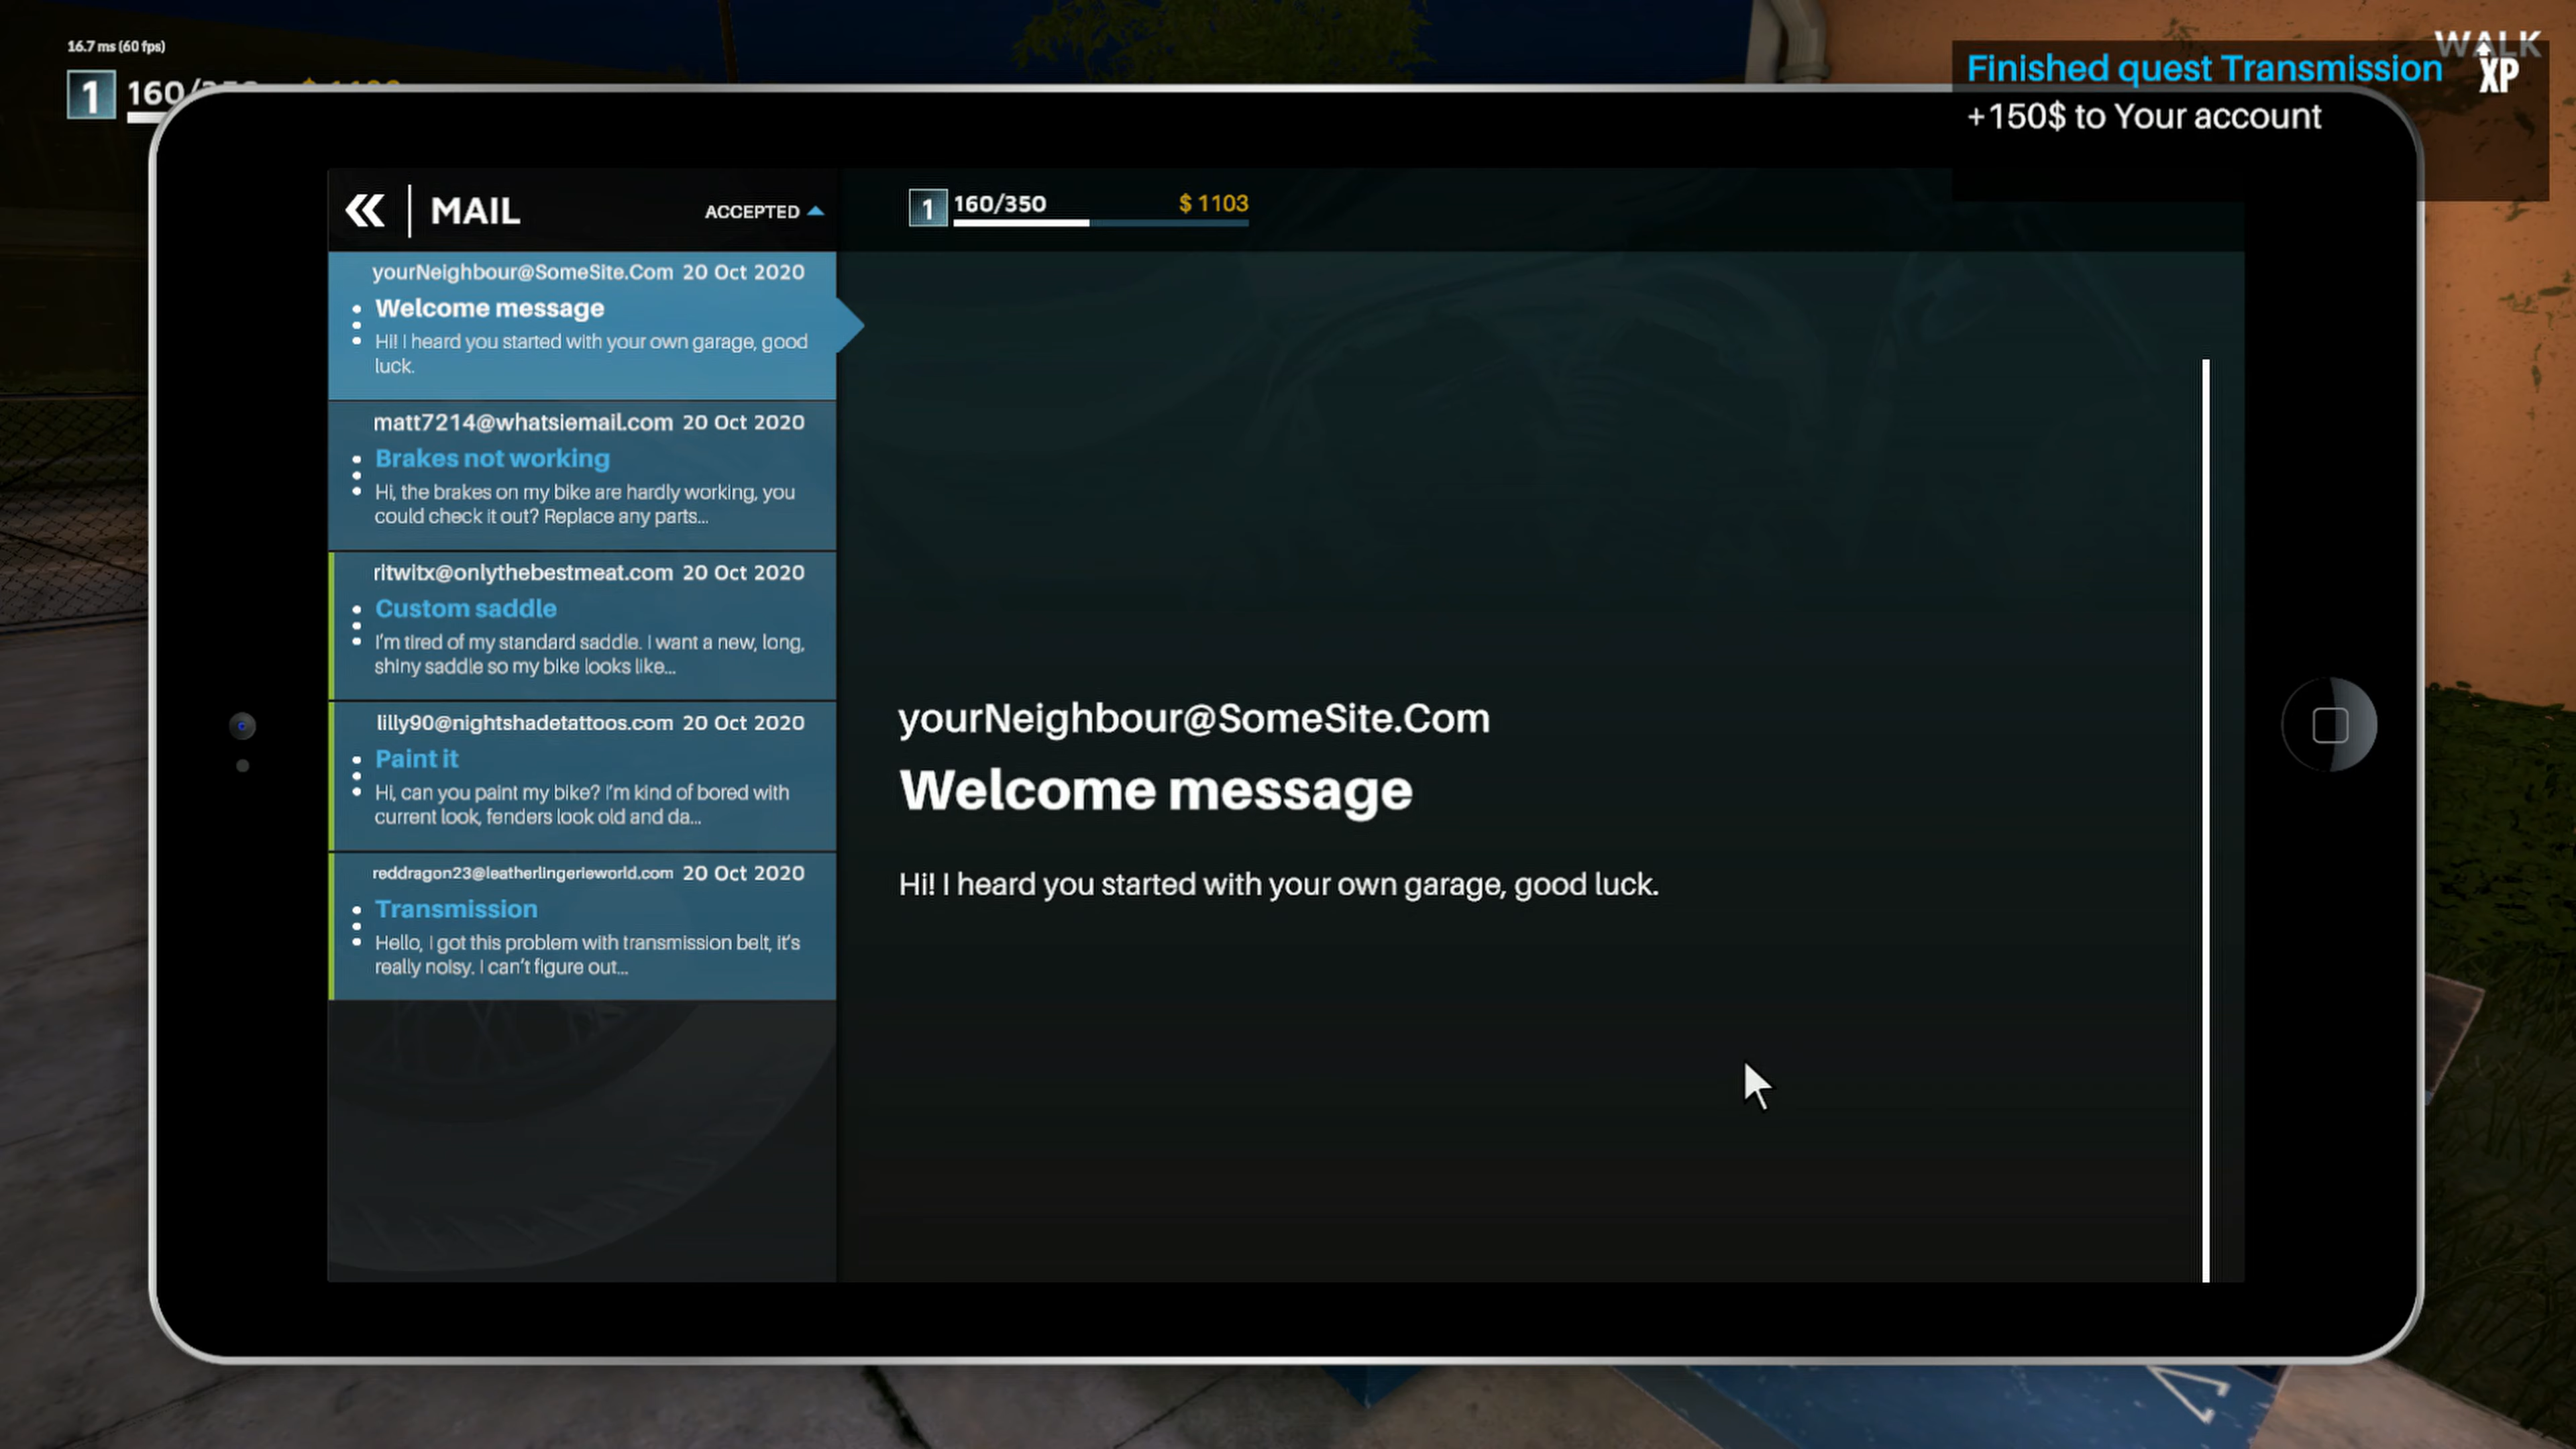 16.7 ms (60 fps)
1 160/350 $ 1103
WALK
XP
Finished quest Transmission
+150$ to Your account
MAIL
ACCEPTED
1 160/350 $ 1103
yourNeighbour@SomeSite.Com 20 Oct 2020
Welcome message
Hi! I heard you started with your own garage, good
luck.
matt7214@whatsiemail.com 20 Oct 2020
Brakes not working
Hi, the brakes on my bike are hardly working, you
could check it out? Replace any parts...
ritwitx@onlythebestmeat.com 20 Oct 2020
Custom saddle
I'm tired of my standard saddle. I want a new, long,
shiny saddle so my bike looks like...
lilly90@nightshadetattoos.com 20 Oct 2020
Paint it
Hi, can you paint my bike? I'm kind of bored with
current look, fenders look old and da...
reddragon23@leatherlingerieworld.com 20 Oct 2020
Transmission
Hello, I got this problem with transmission belt, it's
really noisy. I can't figure out...
yourNeighbour@SomeSite.Com
Welcome message
Hi! I heard you started with your own garage, good luck.